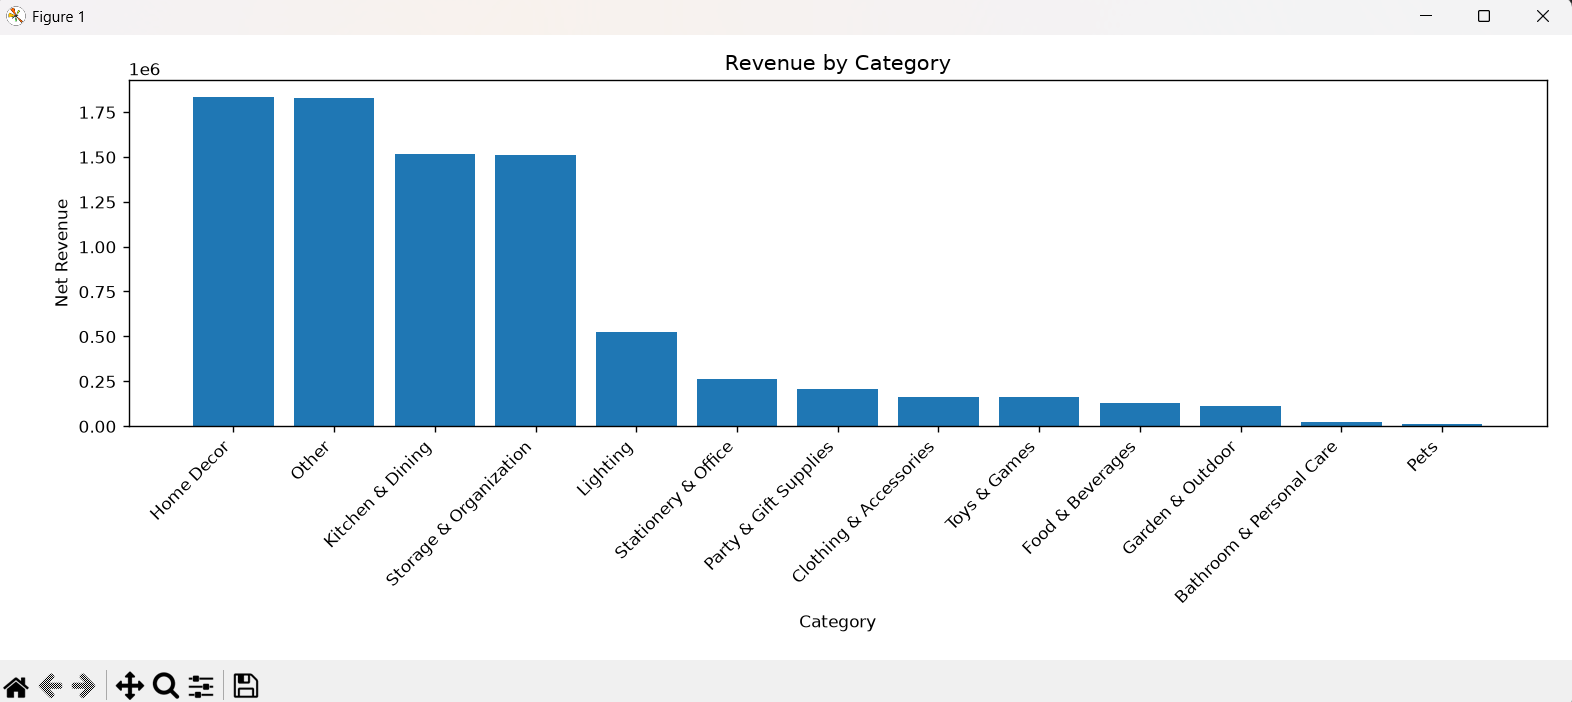 Figure 1
Revenue by Category
1e6
1.75
1.50
1.25
1.00
0.75
0.50
0.25
0.00
Net Revenue
Home Decor
Other
Kitchen & Dining
Storage & Organization
Lighting
Stationery & Office
Party & Gift Supplies
Clothing & Accessories
Toys & Games
Food & Beverages
Garden & Outdoor
Bathroom & Personal Care
Pets
Category